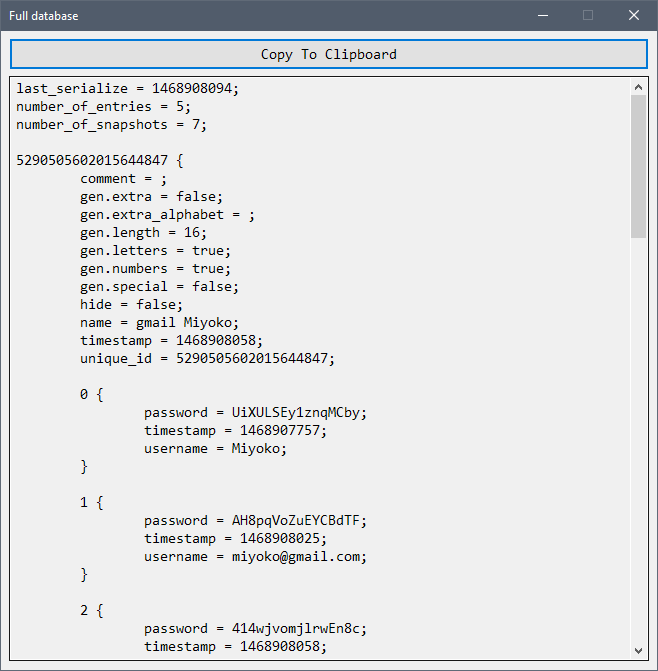 Full database
Copy To Clipboard
last_serialize = 1468908094;
number_of_entries = 5;
number_of_snapshots = 7;
5290505602015644847 {
comment = ;
gen.extra = false;
gen.extra_alphabet = ;
gen.length = 16;
gen.letters = true;
gen.numbers = true;
gen.special = false;
hide = false;
name = gmail Miyoko;
timestamp = 1468908058;
unique_id = 5290505602015644847;
0 {
password = UiXULSEy1znqMCby;
timestamp = 1468907757;
username = Miyoko;
}
1 {
password = AH8pqVoZuEYCBdTF;
timestamp = 1468908025;
username = miyoko@gmail.com;
}
2 {
password = 414wjvomjlrwEn8c;
timestamp = 1468908058;